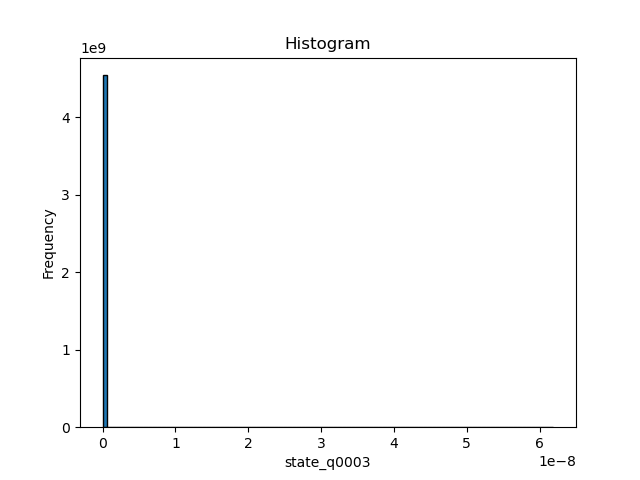 Histogram
1e9
4
3
2
1
0
Frequency
0 1 2 3 4 5 6
1e−8
state_q0003